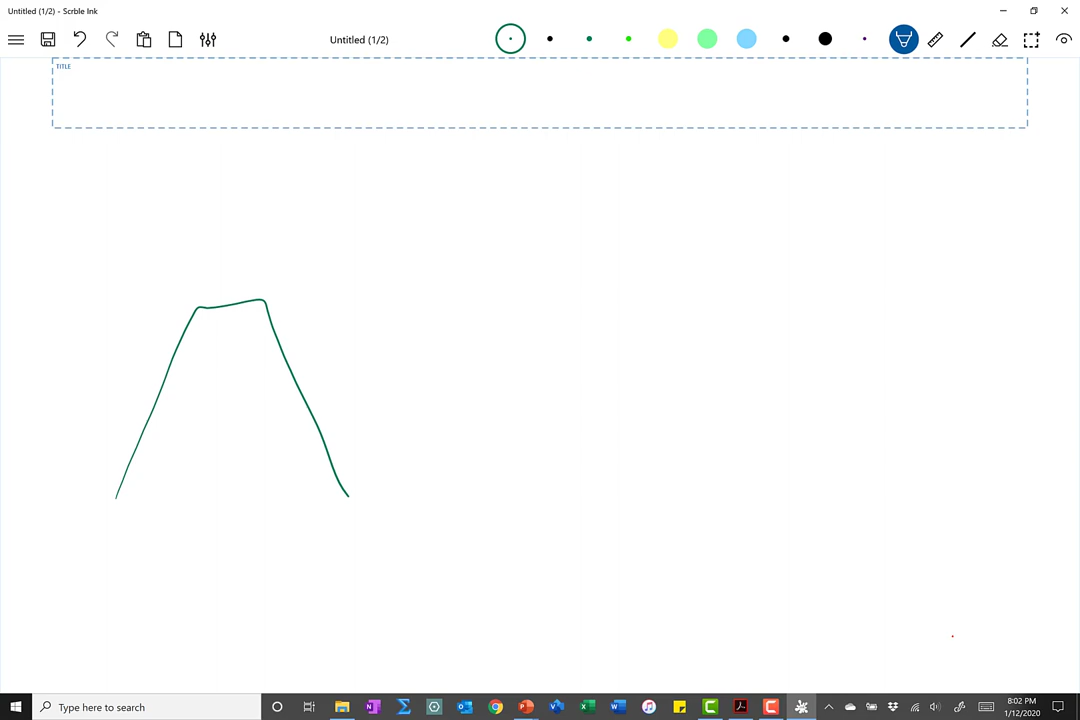 Untitled (1/2) - Scrble Ink
Untitled (1/2)
TITLE
Type here to search
8:02 PM
1/12/2020